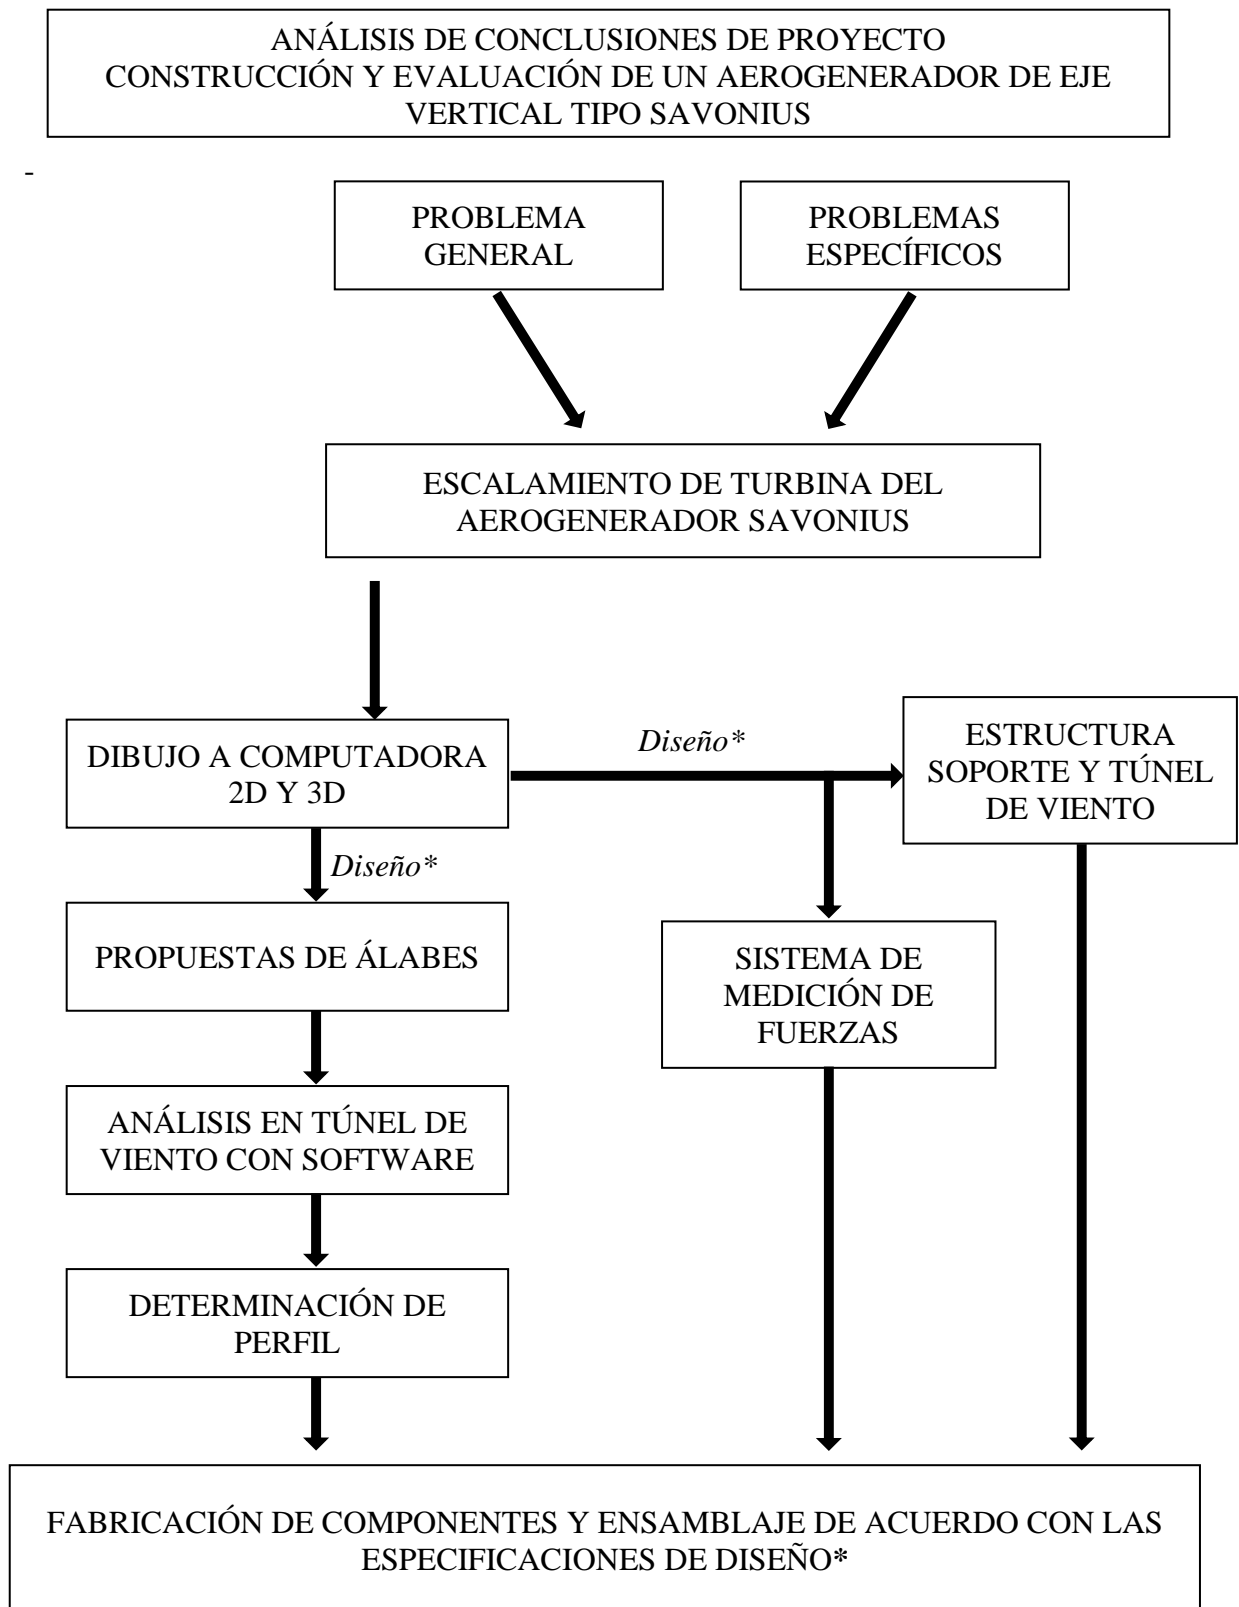 ANÁLISIS DE CONCLUSIONES DE PROYECTO
CONSTRUCCIÓN Y EVALUACIÓN DE UN AEROGENERADOR DE EJE
VERTICAL TIPO SAVONIUS
-
PROBLEMA
GENERAL
PROBLEMAS
ESPECÍFICOS
ESCALAMIENTO DE TURBINA DEL
AEROGENERADOR SAVONIUS
DIBUJO A COMPUTADORA
2D Y 3D
Diseño*
ESTRUCTURA
SOPORTE Y TÚNEL
DE VIENTO
Diseño*
PROPUESTAS DE ÁLABES
SISTEMA DE
MEDICIÓN DE
FUERZAS
ANÁLISIS EN TÚNEL DE
VIENTO CON SOFTWARE
DETERMINACIÓN DE
PERFIL
FABRICACIÓN DE COMPONENTES Y ENSAMBLAJE DE ACUERDO CON LAS
ESPECIFICACIONES DE DISEÑO*